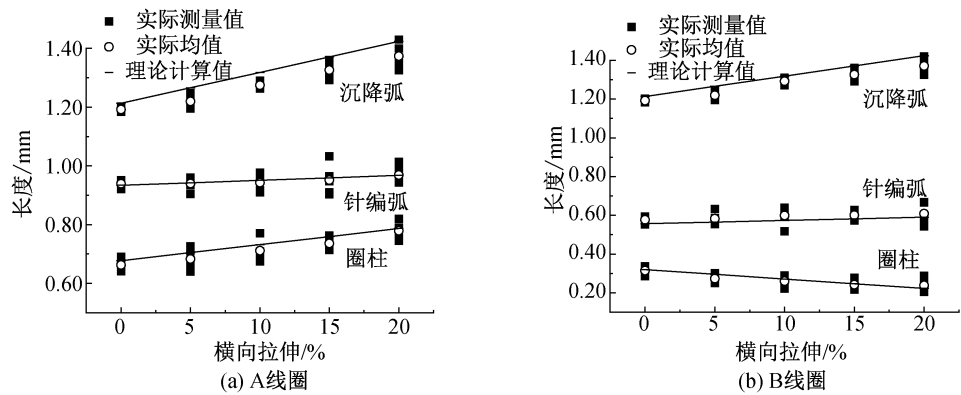 实际测量值
实际均值
理论计算值
沉降弧
针编弧
圈柱
长度/mm
1.40
1.20
1.00
0.80
0.60
0 5 10 15 20
横向拉伸/%
(a) A线圈
实际测量值
实际均值
理论计算值
沉降弧
针编弧
圈柱
长度/mm
1.40
1.20
1.00
0.80
0.60
0.40
0.20
0 5 10 15 20
横向拉伸/%
(b) B线圈